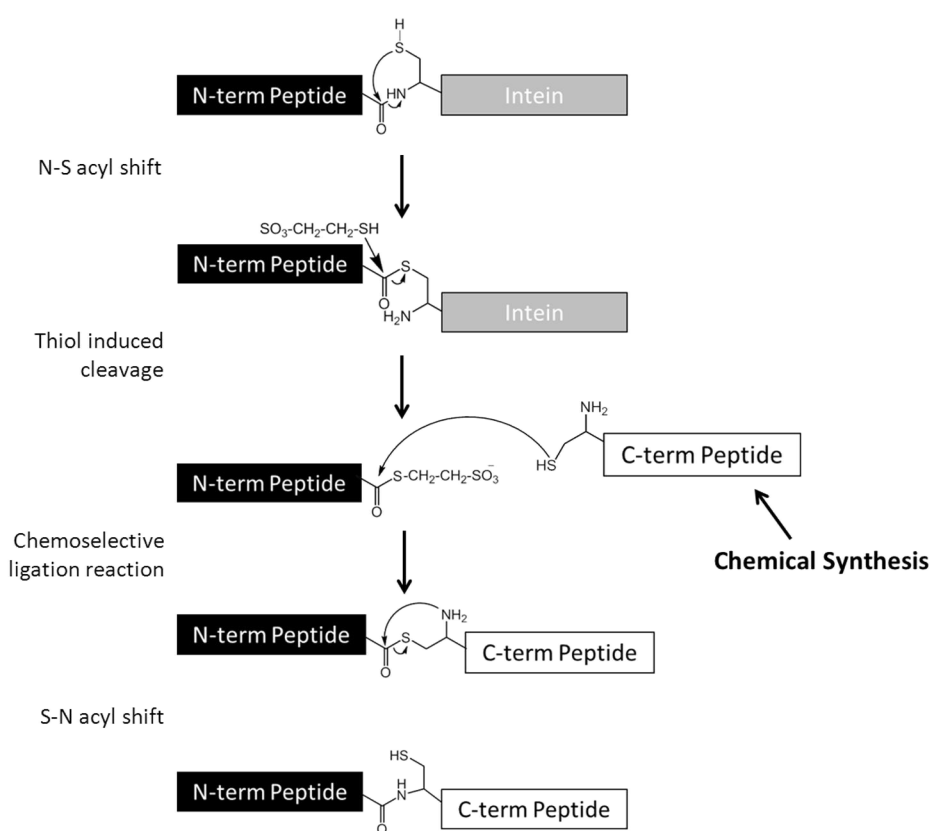 H
S
N-term Peptide
HN
Intein
O
N-S acyl shift
SO3-CH2-CH2-SH
N-term Peptide
S
O
H2N
Intein
Thiol induced
cleavage
NH2
HS
C-term Peptide
N-term Peptide
S-CH2-CH2-SO3-
O
Chemoselective
ligation reaction
Chemical Synthesis
NH2
N-term Peptide
S
C-term Peptide
O
S-N acyl shift
HS
N-term Peptide
H
N
C-term Peptide
O